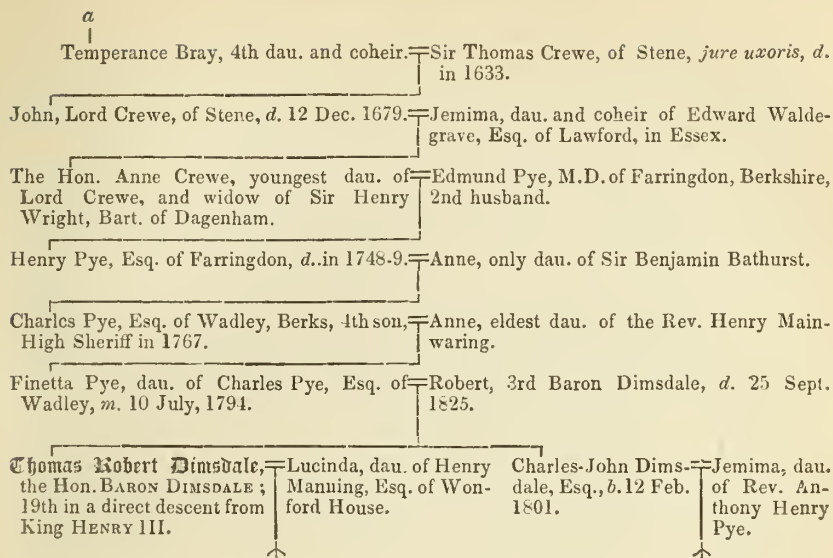 a
Temperance Bray, 4th dau. and coheir.
Sir Thomas Crewe, of Stene, jure uxoris, d.
in 1633.
John, Lord Crewe, of Stene, d. 12 Dec. 1679.
Jemima, dau. and coheir of Edward Walde-
grave, Esq. of Lawford, in Essex.
The Hon. Anne Crewe, youngest dau. of
Lord Crewe, and widow of Sir Henry
Wright, Bart. of Dagenham.
Edmund Pye, M.D. of Farringdon, Berkshire,
2nd husband.
Henry Pye, Esq. of Farringdon, d..in 1748-9.
Anne, only dau. of Sir Benjamin Bathurst.
Charles Pye, Esq. of Wadley, Berks, 4th son,
High Sheriff in 1767.
Anne, eldest dau. of the Rev. Henry Main-
waring.
Finetta Pye, dau. of Charles Pye, Esq. of
Wadley, m. 10 July, 1794.
Robert, 3rd Baron Dimsdale, d. 25 Sept.
1825.
Thomas Robert Dimsdale,
the Hon. BARON DIMSDALE ;
19th in a direct descent from
King HENRY III.
Lucinda, dau. of Henry
Manning, Esq. of Won-
ford House.
Charles-John Dims-
dale, Esq., b. 12 Feb.
1801.
Jemima, dau.
of Rev. An-
thony Henry
Pye.